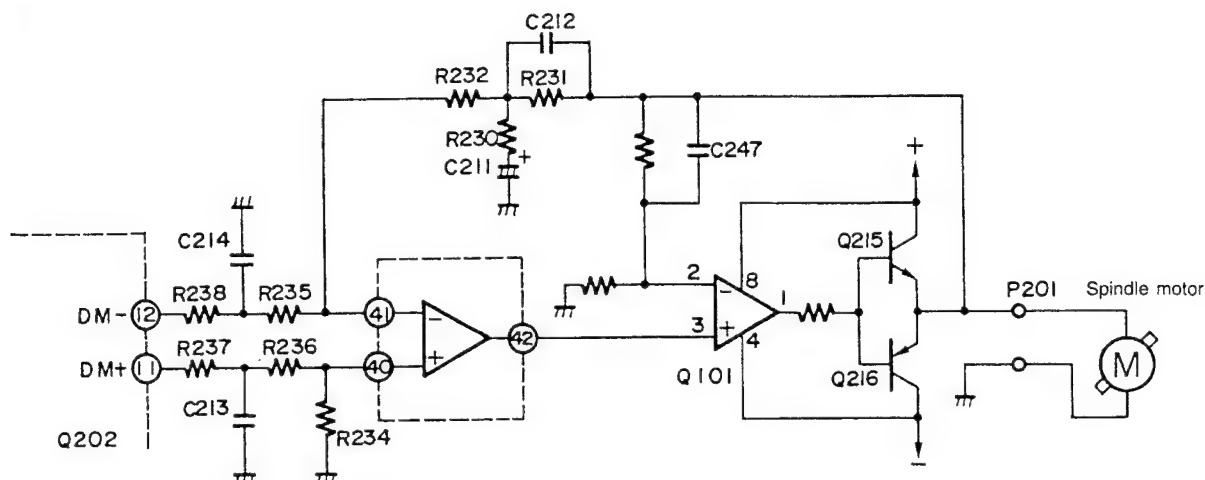 C212
R232
R231
R230
+
C211
C247
+
C214
Q215
R238
R235
2
8
P201
Spindle motor
DM-
12
41
-
-
1
R237
R236
42
3
+
4
M
DM+
11
40
+
Q101
Q216
C213
R234
Q202
-